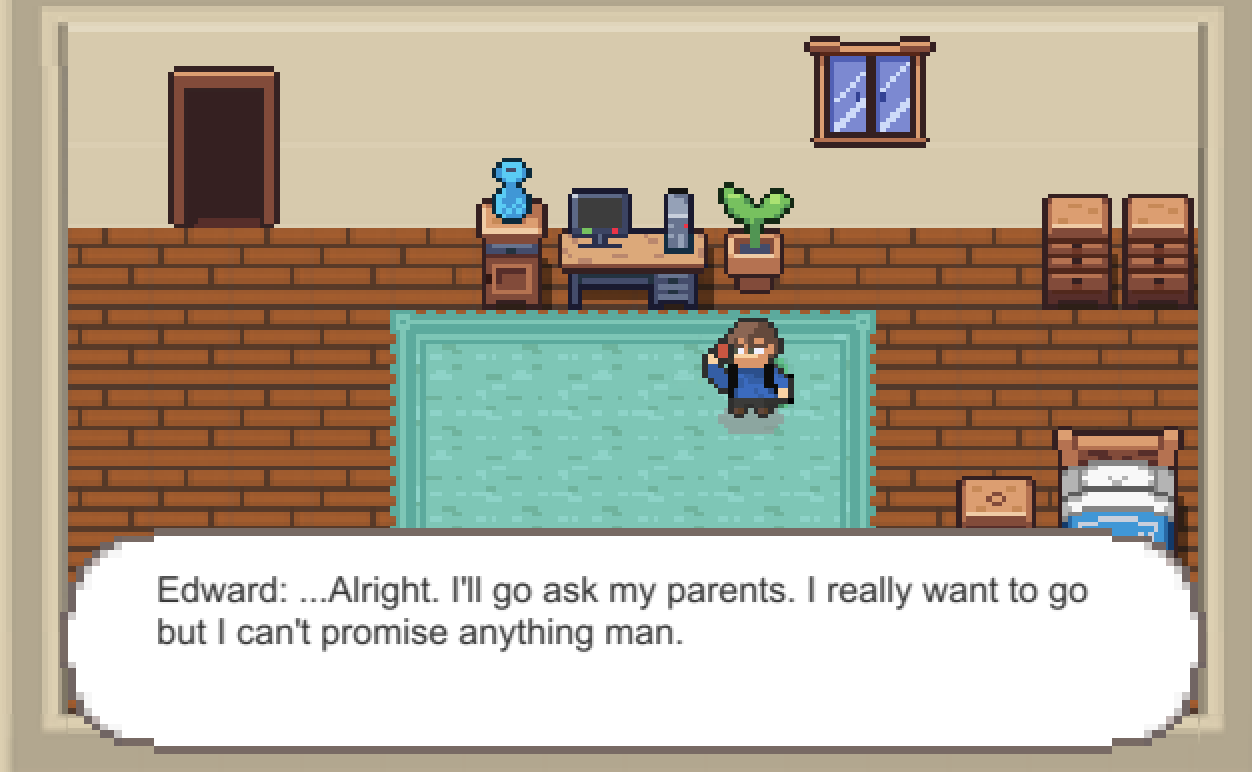 Edward: ...Alright. I'll go ask my parents. I really want to go
but I can't promise anything man.